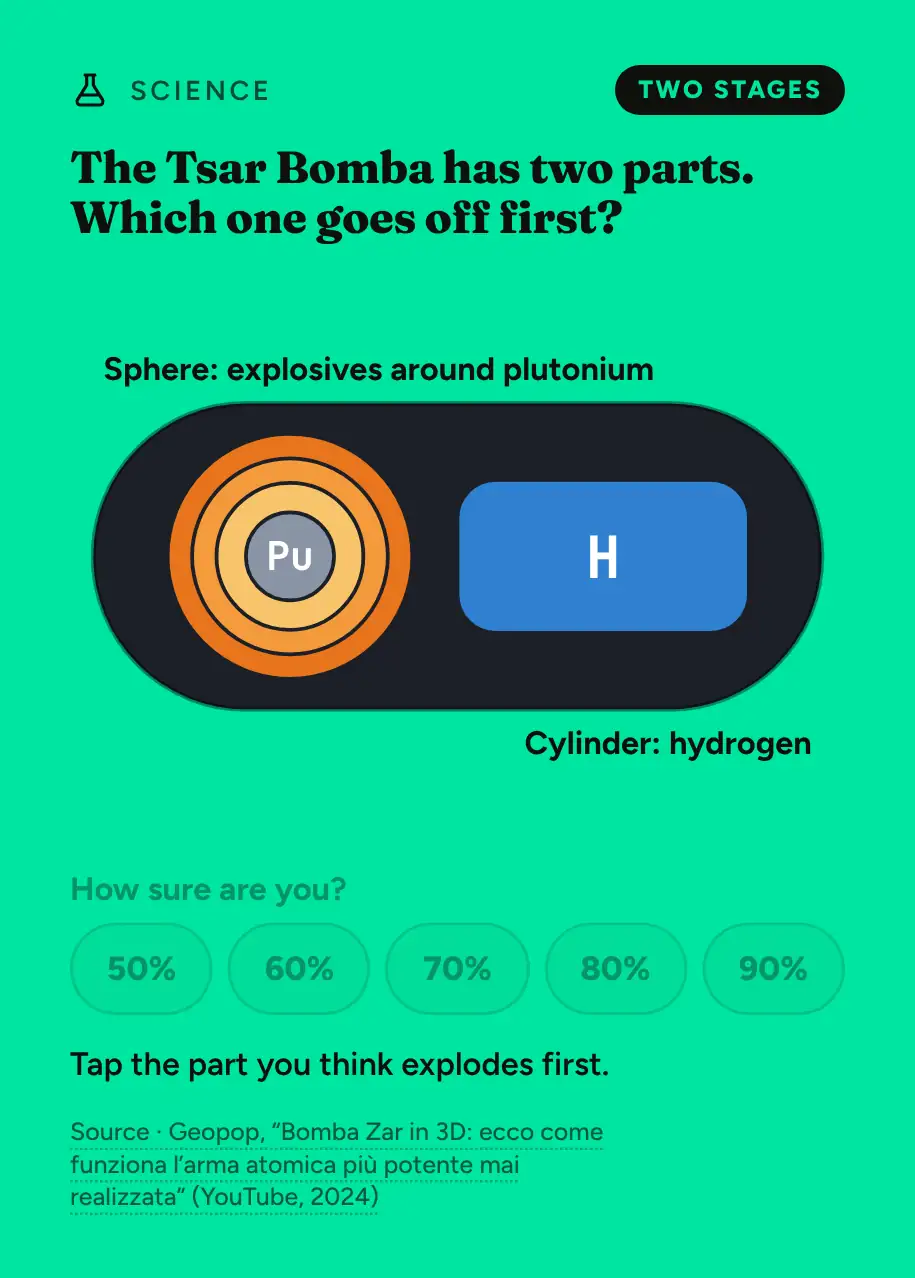 SCIENCE
TWO STAGES
The Tsar Bomba has two parts.
Which one goes off first?
Sphere: explosives around plutonium
Pu
H
Cylinder: hydrogen
How sure are you?
50%
60%
70%
80%
90%
Tap the part you think explodes first.
Source · Geopop, “Bomba Zar in 3D: ecco come
funziona l’arma atomica più potente mai
realizzata” (YouTube, 2024)